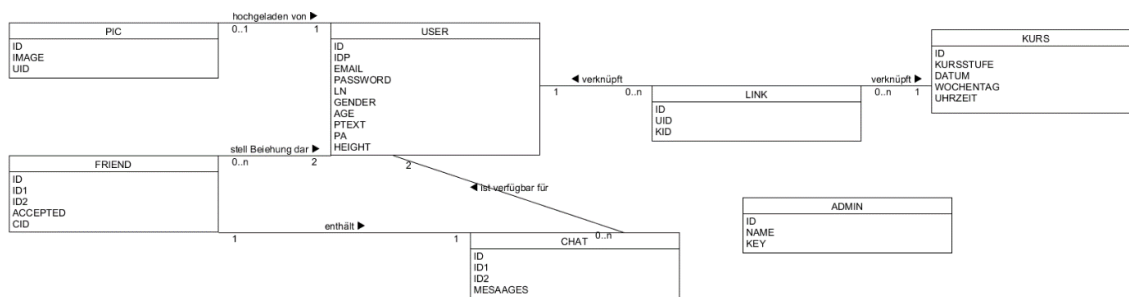 hochgeladen von ▶
PIC
0..1
1
USER
ID
IMAGE
UID
ID
IDP
EMAIL
PASSWORD
LN
GENDER
AGE
PTEXT
PA
HEIGHT
◀ verknüpft
1
0..n
LINK
ID
UID
KID
verknüpft ▶
0..n
1
KURS
ID
KURSSTUFE
DATUM
WOCHENTAG
UHRZEIT
stell Beiehung dar ▶
0..n
2
FRIEND
ID
ID1
ID2
ACCEPTED
CID
2
◀ ist verfügbar für
0..n
enthält ▶
1
1
CHAT
ID
ID1
ID2
MESAAGES
ADMIN
ID
NAME
KEY